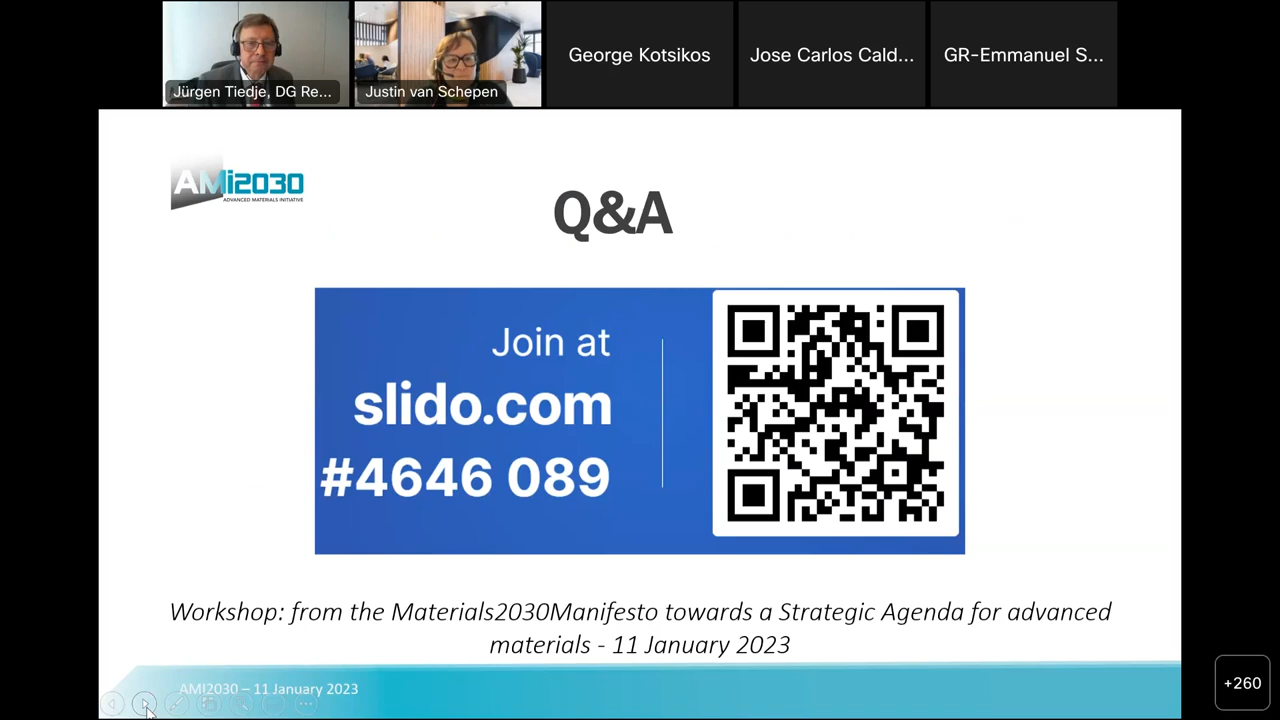 Jürgen Tiedje, DG Re...
Justin van Schepen
George Kotsikos
Jose Carlos Cald...
GR-Emmanuel S...
AMi2030
ADVANCED MATERIALS INITIATIVE
Q&A
Join at
slido.com
#4646 089
Workshop: from the Materials2030Manifesto towards a Strategic Agenda for advanced
materials - 11 January 2023
AMI2030 – 11 January 2023
+260